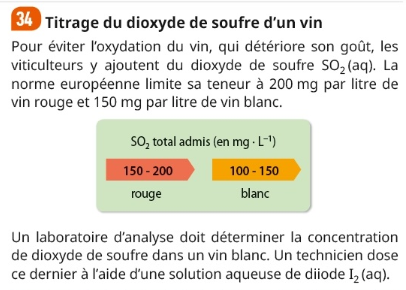 34 Titrage du dioxyde de soufre d'un vin
Pour éviter l'oxydation du vin, qui détériore son goût, les
viticulteurs y ajoutent du dioxyde de soufre SO₂ (aq). La
norme européenne limite sa teneur à 200 mg par litre de
vin rouge et 150 mg par litre de vin blanc.
SO₂ total admis (en mg · L⁻¹)
150 - 200 100 - 150
rouge blanc
Un laboratoire d'analyse doit déterminer la concentration
de dioxyde de soufre dans un vin blanc. Un technicien dose
ce dernier à l'aide d'une solution aqueuse de diiode I₂ (aq).